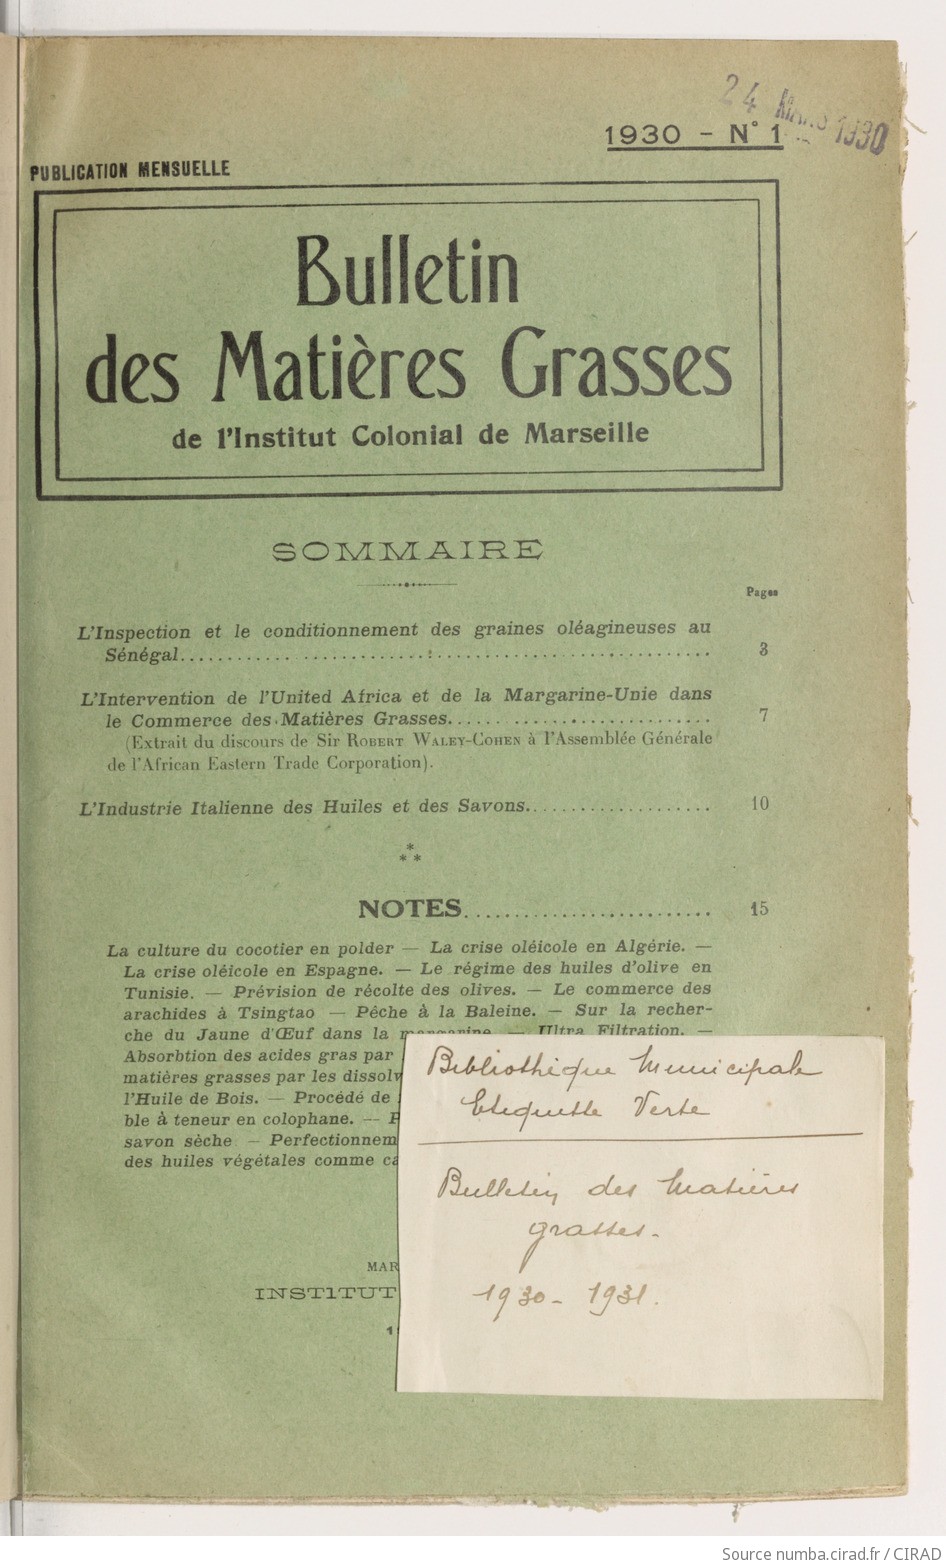 24 MARS 1930
1930 - N° 1
PUBLICATION MENSUELLE
Bulletin
des Matières Grasses
de l'Institut Colonial de Marseille
SOMMAIRE
Pages
L'Inspection et le conditionnement des graines oléagineuses au
Sénégal........................................................ 3
L'Intervention de l'United Africa et de la Margarine-Unie dans
le Commerce des Matières Grasses............................ 7
(Extrait du discours de Sir ROBERT WALEY-COHEN à l'Assemblée Générale
de l'African Eastern Trade Corporation).
L'Industrie Italienne des Huiles et des Savons.................... 10
*
* *
NOTES.......................... 15
La culture du cocotier en polder — La crise oléicole en Algérie. —
La crise oléicole en Espagne. — Le régime des huiles d'olive en
Tunisie. — Prévision de récolte des olives. — Le commerce des
arachides à Tsingtao — Pêche à la Baleine. — Sur la recher-
che du Jaune d'Œuf dans la margarine. — Ultra Filtration. —
Absorbtion des acides gras par
matières grasses par les dissolv
l'Huile de Bois. — Procédé de
ble à teneur en colophane. —
savon sèche — Perfectionnem
des huiles végétales comme ca
MAR
INSTITUT
Bibliothèque Municipale
Etiquette Verte
Bulletin des Matières
grasses.
1930 - 1931.
Source numba.cirad.fr / CIRAD